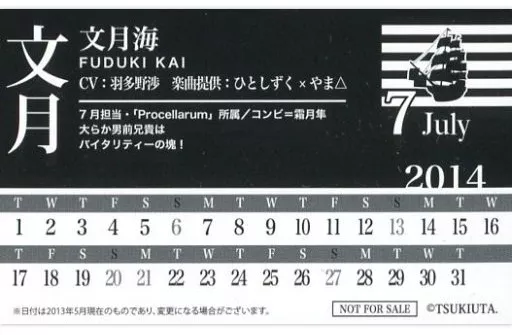 文月
文月海
FUDUKI KAI
CV：羽多野渉　楽曲提供：ひとしずく×やま△
7月担当・「Procellarum」所属／コンビ＝霜月隼
大らか男前兄貴は
バイタリティーの塊！
7 July
2014
T W T F S S M T W T F S S M T W
1 2 3 4 5 6 7 8 9 10 11 12 13 14 15 16
T F S S M T W T F S S M T W T
17 18 19 20 21 22 23 24 25 26 27 28 29 30 31
※日付は2013年5月現在のものであり、変更になる場合がございます。
NOT FOR SALE
©TSUKIUTA.